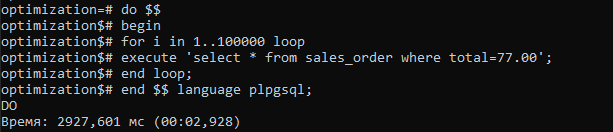 optimization=# do $$
optimization$# begin
optimization$# for i in 1..100000 loop
optimization$# execute 'select * from sales_order where total=77.00';
optimization$# end loop;
optimization$# end $$ language plpgsql;
DO
Время: 2927,601 мс (00:02,928)